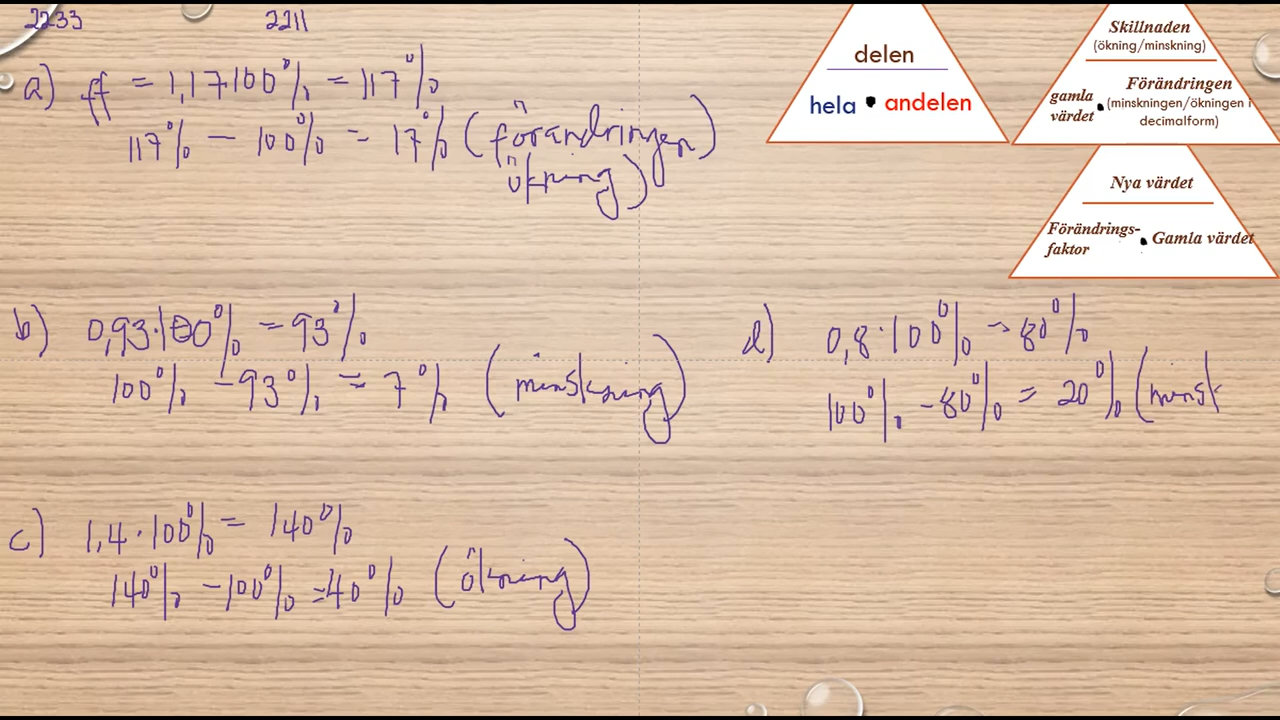 2233 2211
a) ff = 1,17·100% = 117%
117% - 100% = 17% (förändringen)
ökning)
b) 0,93·100% = 93%
100% - 93% = 7% (minskning)
c) 1,4·100% = 140%
140% - 100% = 40% (ökning)
d) 0,8·100% → 80%
100% - 80% = 20% (minsk
delen
hela · andelen
Skillnaden
(ökning/minskning)
gamla
värdet
·
Förändringen
(minskningen/ökningen i
decimalform)
Nya värdet
Förändrings-
faktor
· Gamla värdet